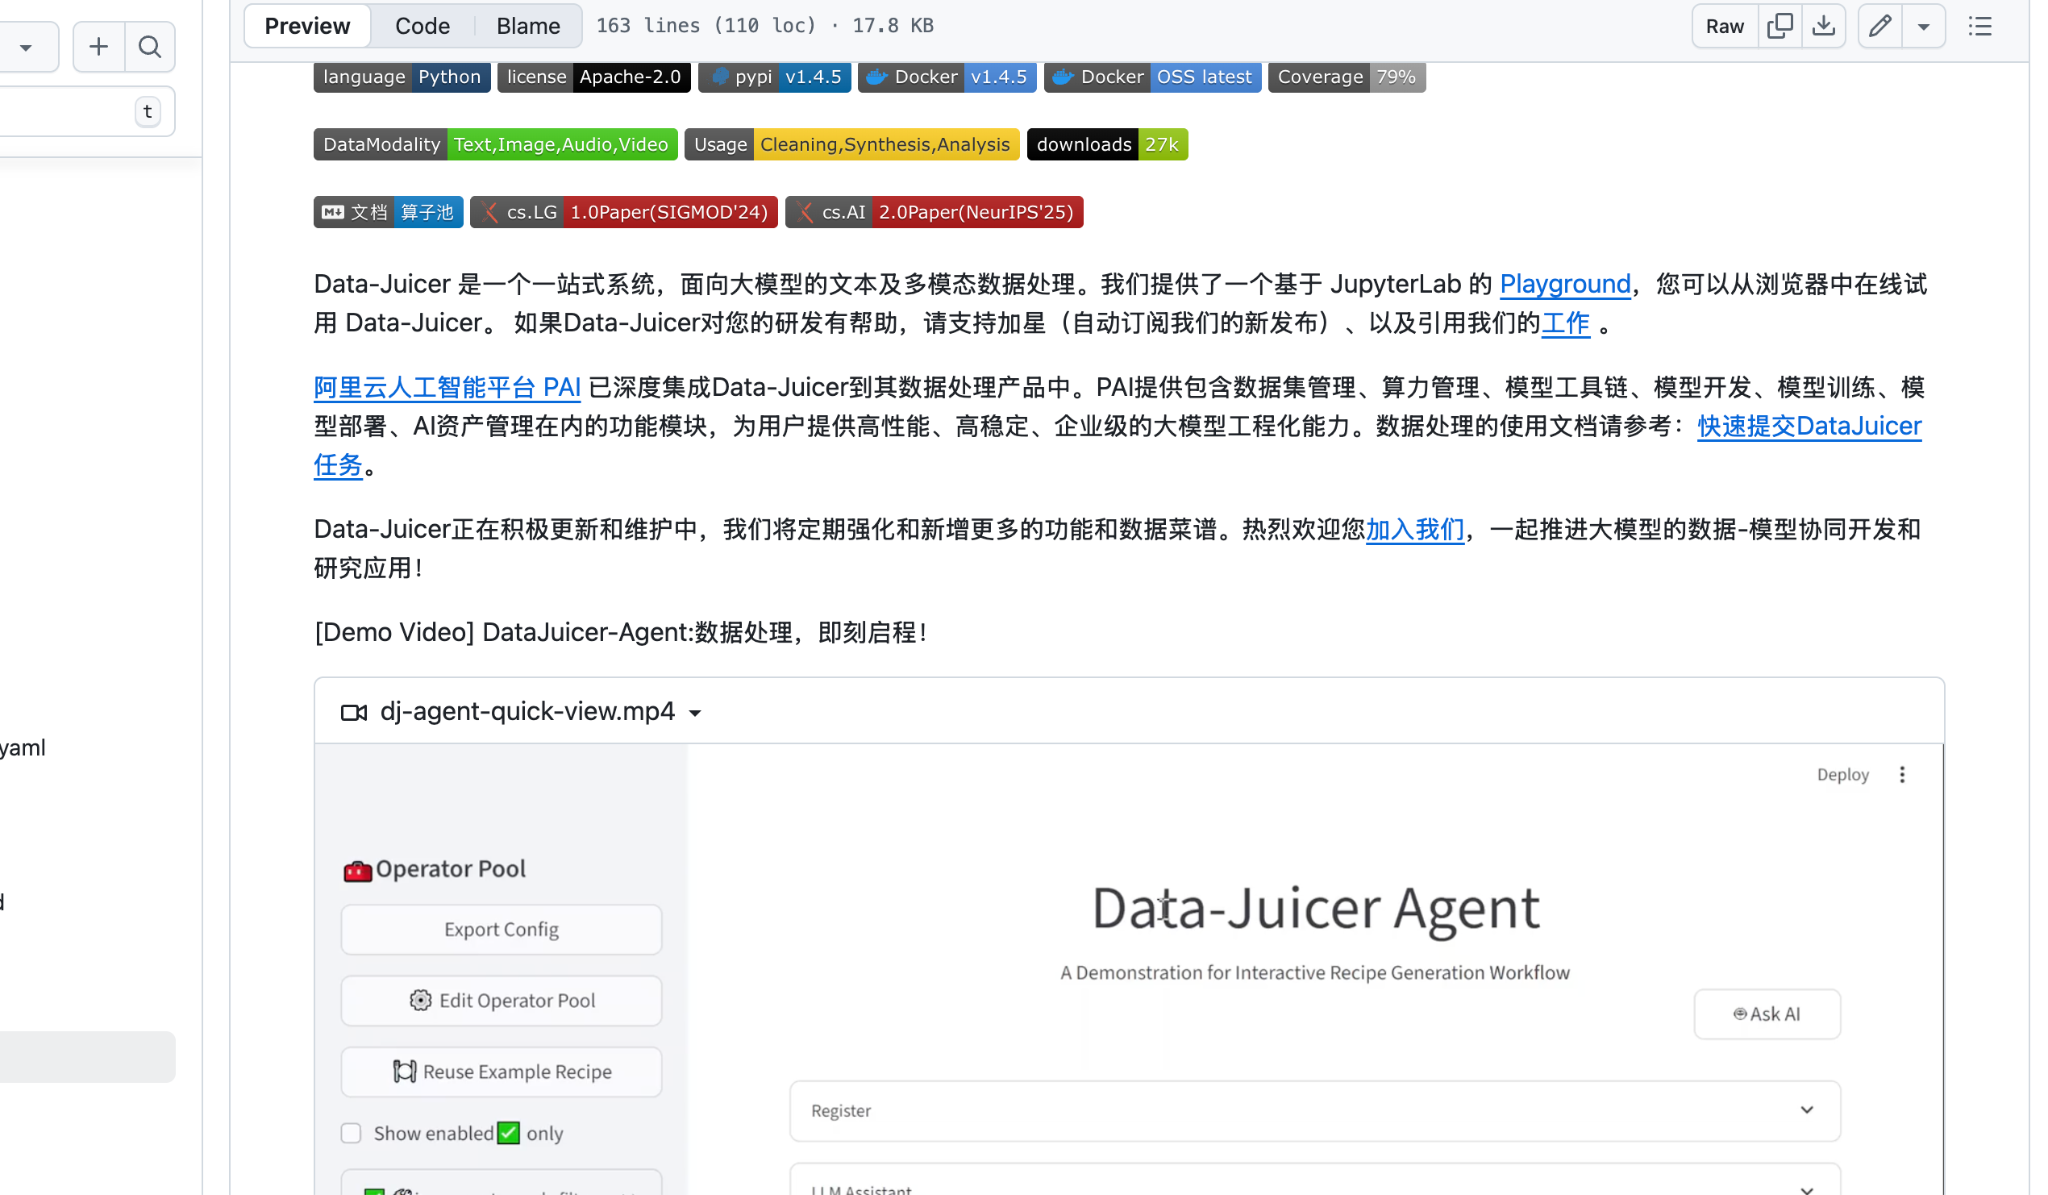 Preview Code Blame 163 lines (110 loc) · 17.8 KB Raw
t
language Python license Apache-2.0 pypi v1.4.5 Docker v1.4.5 Docker OSS latest Coverage 79%
DataModality Text,Image,Audio,Video Usage Cleaning,Synthesis,Analysis downloads 27k
M 文档 算子池 cs.LG 1.0Paper(SIGMOD'24) cs.AI 2.0Paper(NeurIPS'25)
Data-Juicer 是一个一站式系统，面向大模型的文本及多模态数据处理。我们提供了一个基于 JupyterLab 的 Playground，您可以从浏览器中在线试
用 Data-Juicer。 如果Data-Juicer对您的研发有帮助，请支持加星（自动订阅我们的新发布）、以及引用我们的工作 。
阿里云人工智能平台 PAI 已深度集成Data-Juicer到其数据处理产品中。PAI提供包含数据集管理、算力管理、模型工具链、模型开发、模型训练、模
型部署、AI资产管理在内的功能模块，为用户提供高性能、高稳定、企业级的大模型工程化能力。数据处理的使用文档请参考：快速提交DataJuicer
任务。
Data-Juicer正在积极更新和维护中，我们将定期强化和新增更多的功能和数据菜谱。热烈欢迎您加入我们，一起推进大模型的数据-模型协同开发和
研究应用！
[Demo Video] DataJuicer-Agent:数据处理，即刻启程！
dj-agent-quick-view.mp4
yaml
Deploy
Operator Pool
Export Config
Edit Operator Pool
Reuse Example Recipe
Show enabled✅ only
Data-Juicer Agent
A Demonstration for Interactive Recipe Generation Workflow
Ask AI
Register
LLM Assistant